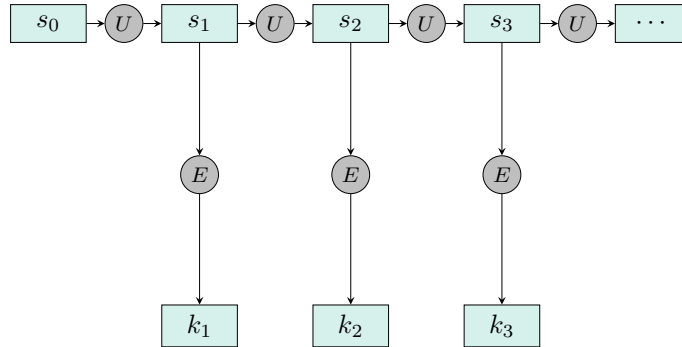 s₀ U s₁ U s₂ U s₃ U ⋯
E E E
k₁ k₂ k₃